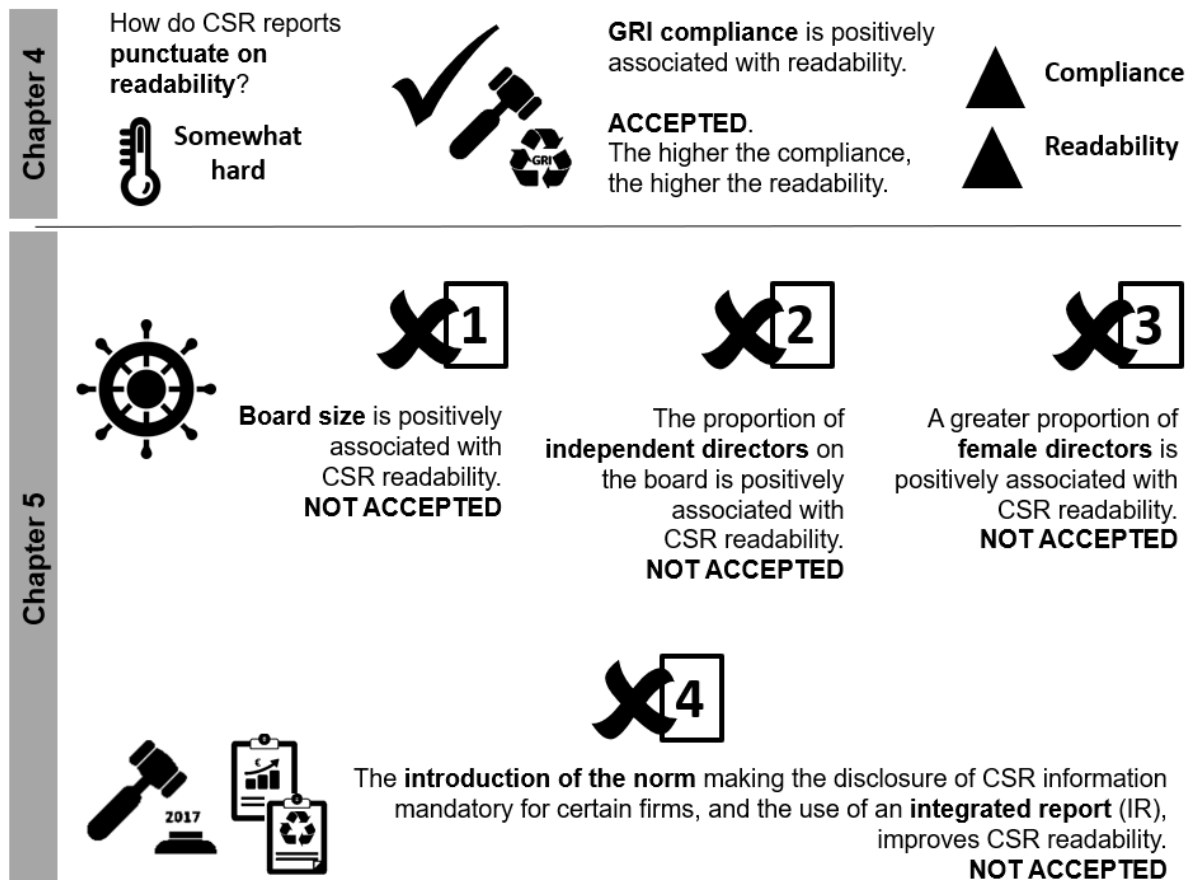 Chapter 4
How do CSR reports
punctuate on
readability?
Somewhat
hard
GRI
GRI compliance is positively
associated with readability.
ACCEPTED.
The higher the compliance,
the higher the readability.
Compliance
Readability
Chapter 5
1
Board size is positively
associated with
CSR readability.
NOT ACCEPTED
2
The proportion of
independent directors on
the board is positively
associated with
CSR readability.
NOT ACCEPTED
3
A greater proportion of
female directors is
positively associated with
CSR readability.
NOT ACCEPTED
4
2017
€
The introduction of the norm making the disclosure of CSR information
mandatory for certain firms, and the use of an integrated report (IR),
improves CSR readability.
NOT ACCEPTED